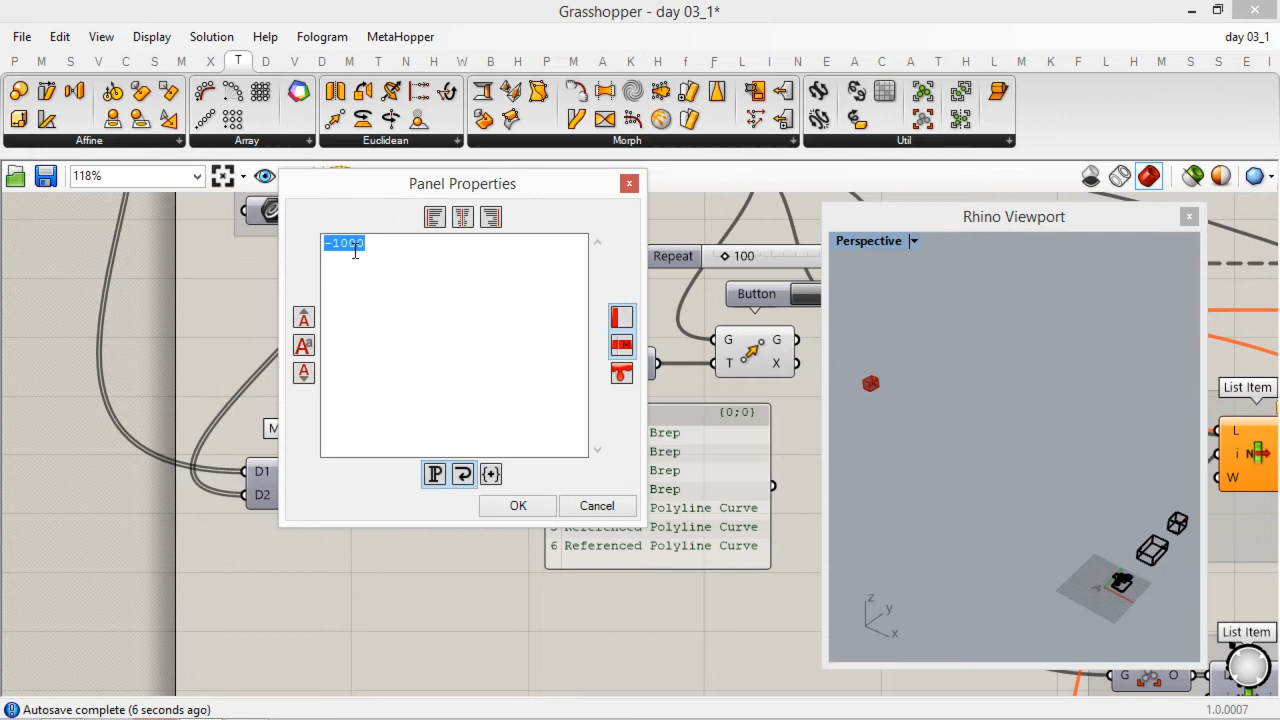 Grasshopper - day 03_1*
File Edit View Display Solution Help Fologram MetaHopper
day 03_1
P M S V C S M X T D V T M T W B M P M A K H F L I N M U C L H S E I
Affine
Array
Euclidean
Morph
Util
118%
Panel Properties
-1000
OK
Cancel
Rhino Viewport
Perspective
z
y
x
Repeat
100
Button
G
G
T
X
M
D1
D2
{0;0}
Brep
Brep
Brep
Brep
Polyline Curve
5 Referenced Polyline Curve
6 Referenced Polyline Curve
List Item
L
i
W
N
List Item
G
O
L
Autosave complete (6 seconds ago)
1.0.0007